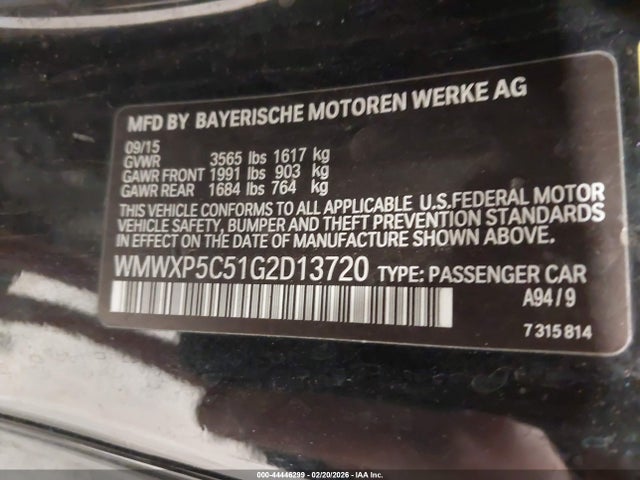 MFD BY BAYERISCHE MOTOREN WERKE AG
09/15
GVWR 3565 lbs 1617 kg
GAWR FRONT 1991 lbs 903 kg
GAWR REAR 1684 lbs 764 kg
THIS VEHICLE CONFORMS TO ALL APPLICABLE U.S.FEDERAL MOTOR
VEHICLE SAFETY, BUMPER AND THEFT PREVENTION STANDARDS
IN EFFECT ON THE DATE OF MANUFACTURE SHOWN ABOVE.
WMWXP5C51G2D13720 TYPE: PASSENGER CAR
A94/9
7315814
000-44446299 - 02/20/2026 - IAA Inc.